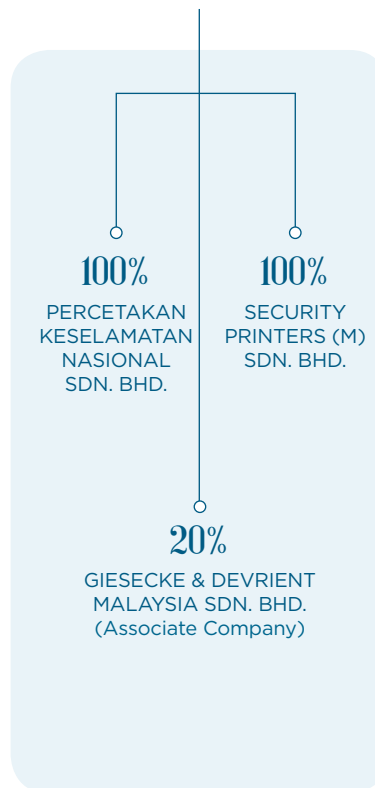 100%
PERCETAKAN
KESELAMATAN
NASIONAL
SDN. BHD.
100%
SECURITY
PRINTERS (M)
SDN. BHD.
20%
GIESECKE & DEVRIENT
MALAYSIA SDN. BHD.
(Associate Company)